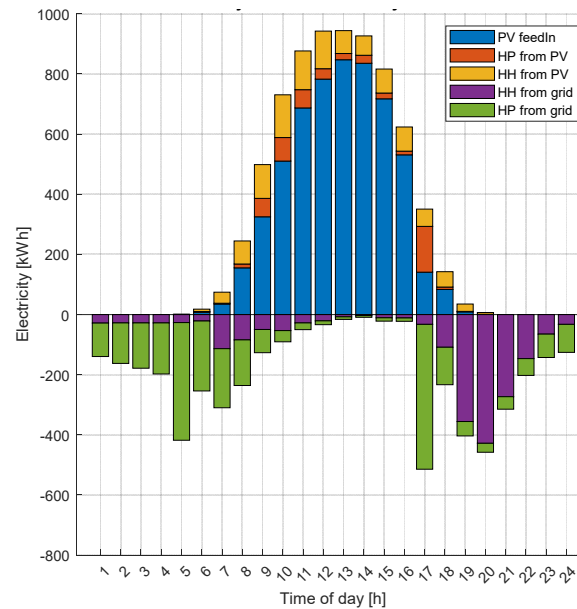 1000
800
600
400
200
0
-200
-400
-600
-800
Electricity [kWh]
PV feedIn
HP from PV
HH from PV
HH from grid
HP from grid
1 2 3 4 5 6 7 8 9 10 11 12 13 14 15 16 17 18 19 20 21 22 23 24
Time of day [h]